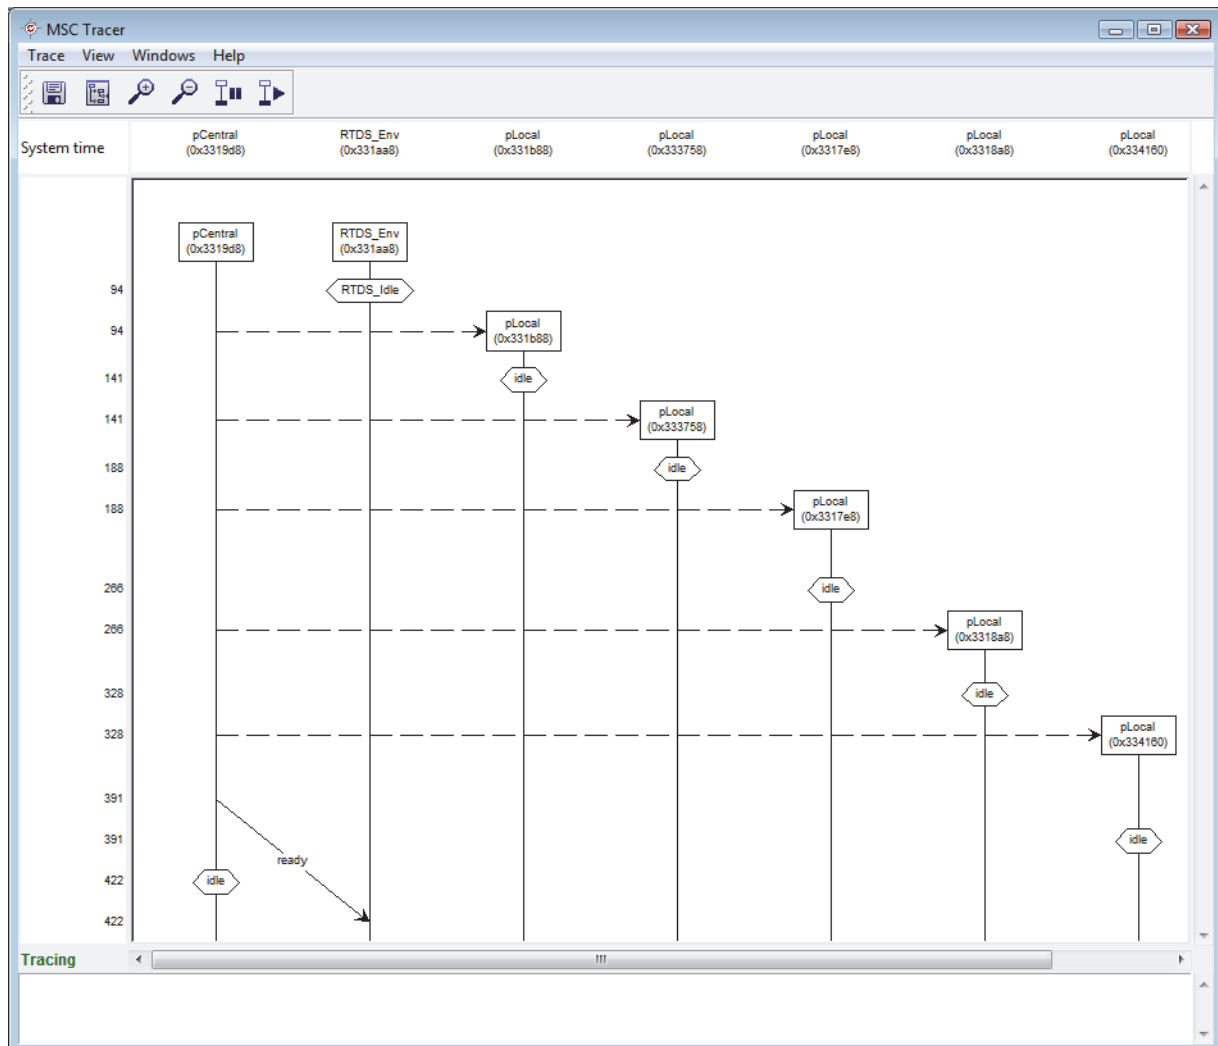 MSC Tracer
Trace View Windows Help
System time
pCentral
(0x3319d8)
RTDS_Env
(0x331aa8)
pLocal
(0x331b88)
pLocal
(0x333758)
pLocal
(0x3317e8)
pLocal
(0x3318a8)
pLocal
(0x334160)
pCentral
(0x3319d8)
RTDS_Env
(0x331aa8)
94
RTDS_Idle
94
pLocal
(0x331b88)
141
idle
141
pLocal
(0x333758)
188
idle
188
pLocal
(0x3317e8)
266
idle
266
pLocal
(0x3318a8)
328
idle
328
pLocal
(0x334160)
391
391
idle
ready
422
idle
422
Tracing